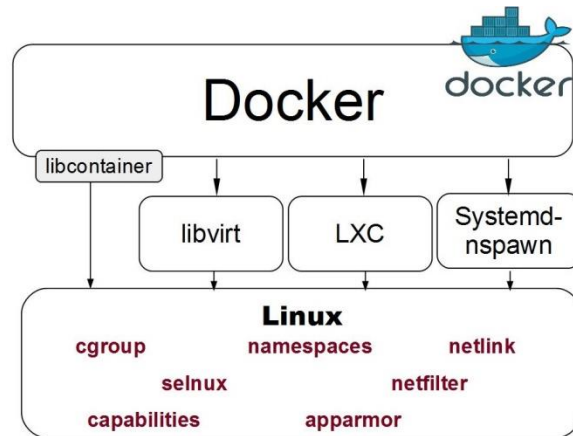 docker
Docker
libcontainer
libvirt
LXC
Systemd-
nspawn
Linux
cgroup namespaces netlink
selnux netfilter
capabilities apparmor